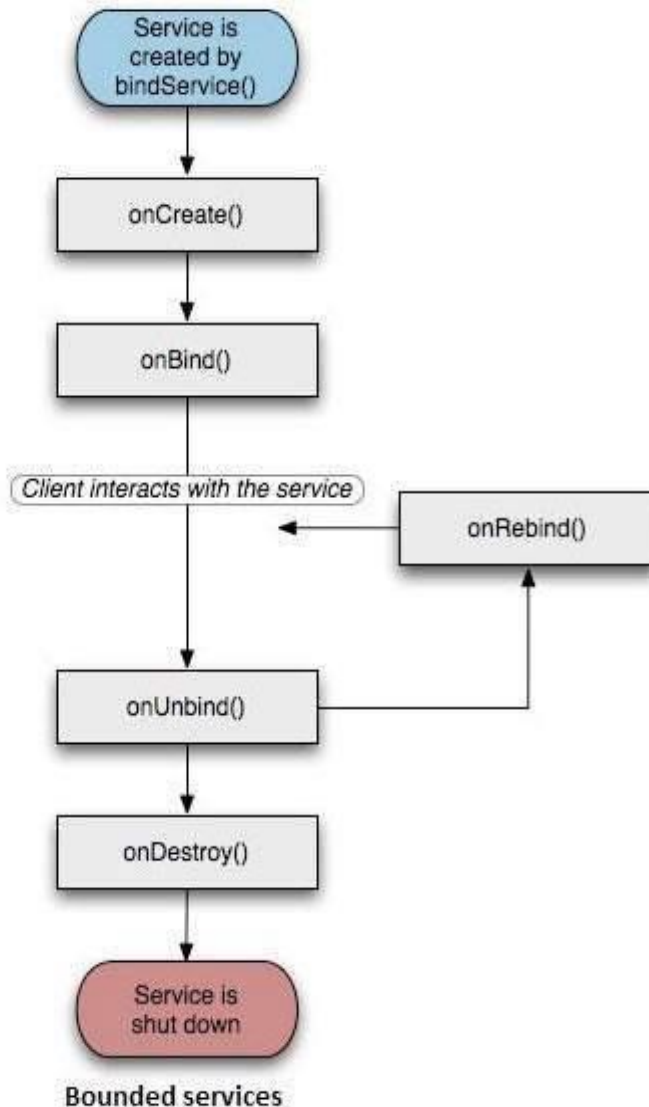 Service is
created by
bindService()
onCreate()
onBind()
Client interacts with the service
onRebind()
onUnbind()
onDestroy()
Service is
shut down
Bounded services